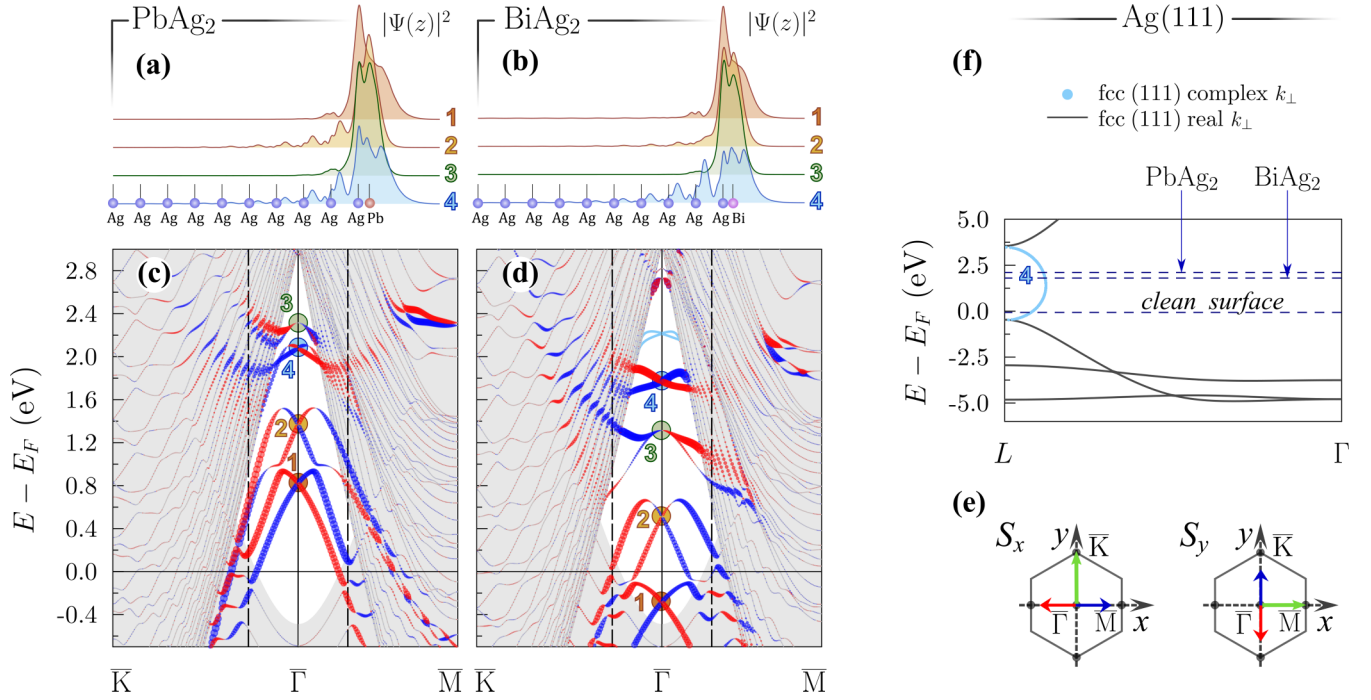 PbAg₂
|Ψ(z)|²
(a)
1
2
3
4
Ag Ag Ag Ag Ag Ag Ag Ag Ag Ag Pb
BiAg₂
|Ψ(z)|²
(b)
1
2
3
4
Ag Ag Ag Ag Ag Ag Ag Ag Ag Ag Bi
(c)
E − E_F (eV)
2.8
2.4
2.0
1.6
1.2
0.8
0.4
0.0
-0.4
3
4
2
1
K̅ Γ̅ M̅
(d)
4
3
2
1
K̅ Γ̅ M̅
Ag(111)
(f)
fcc (111) complex k⊥
fcc (111) real k⊥
PbAg₂ BiAg₂
E − E_F (eV)
5.0
2.5
0.0
-2.5
-5.0
4
clean surface
L Γ
(e)
Sₓ y K̅
Γ̅ M̅ x
S_y y K̅
Γ̅ M̅ x